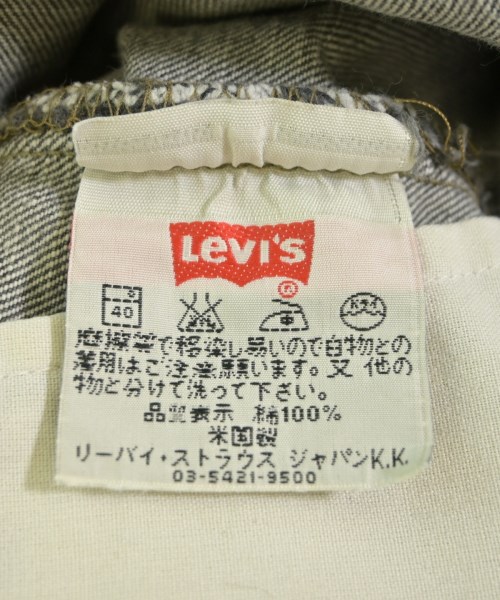 Levi's
®
40 ドライ
摩擦等で移染し易いので白物との
着用はご注意願います。又 他の
物と分けて洗って下さい。
品質表示 綿100%
米国製
リーバイ・ストラウス ジャパンK.K.
03-5421-9500